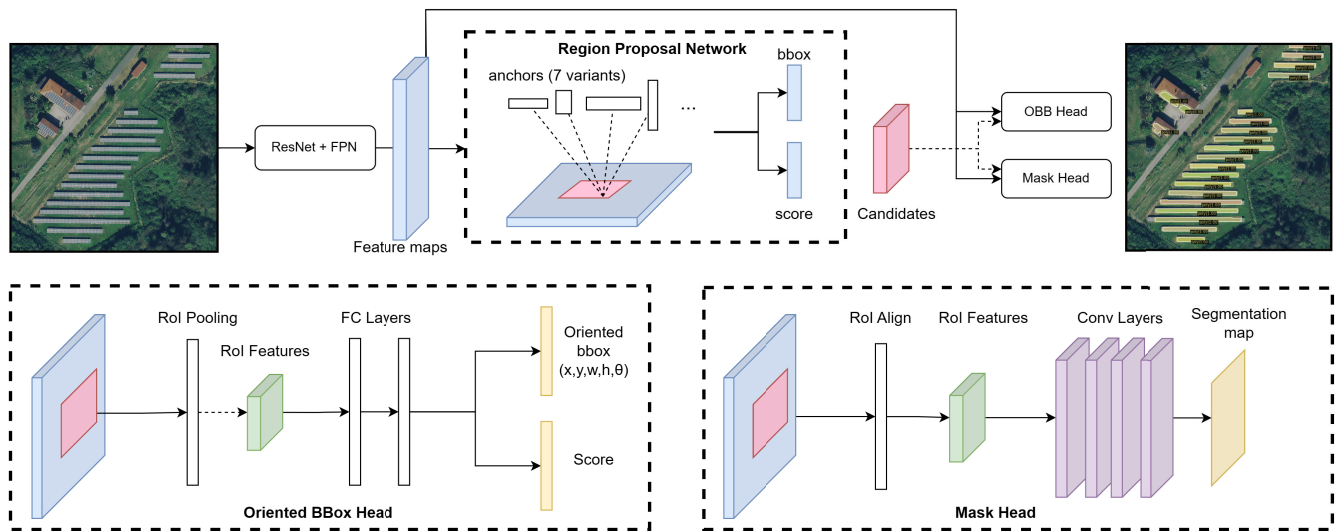 Region Proposal Network
bbox
anchors (7 variants)
...
score
ResNet + FPN
Feature maps
Candidates
OBB Head
Mask Head
RoI Pooling
RoI Features
FC Layers
Oriented
bbox
(x,y,w,h,θ)
Score
Oriented BBox Head
RoI Align
RoI Features
Conv Layers
Segmentation
map
Mask Head